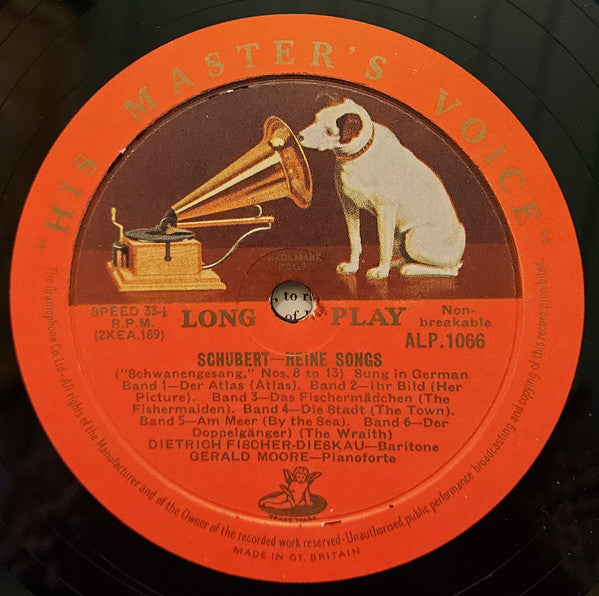 "HIS MASTER'S VOICE"
TRADE MARK
REGD
SPEED 33⅓
R.P.M.
(2XEA.189)
LONG PLAY
Non-
breakable
ALP.1066
, to r
of
SCHUBERT—HEINE SONGS
("Schwanengesang," Nos. 8 to 13) Sung in German
Band 1—Der Atlas (Atlas). Band 2—Ihr Bild (Her
Picture). Band 3—Das Fischermädchen (The
Fishermaiden). Band 4—Die Stadt (The Town).
Band 5—Am Meer (By the Sea). Band 6—Der
Doppelgänger) (The Wraith)
DIETRICH FISCHER-DIESKAU—Baritone
GERALD MOORE—Pianoforte
TRADE MARK
The Gramophone Co Ltd. All rights of the Manufacturer and of the Owner of the recorded work reserved-Unauthorised public performance broadcasting and copying of this record prohibited.
MADE IN GT. BRITAIN